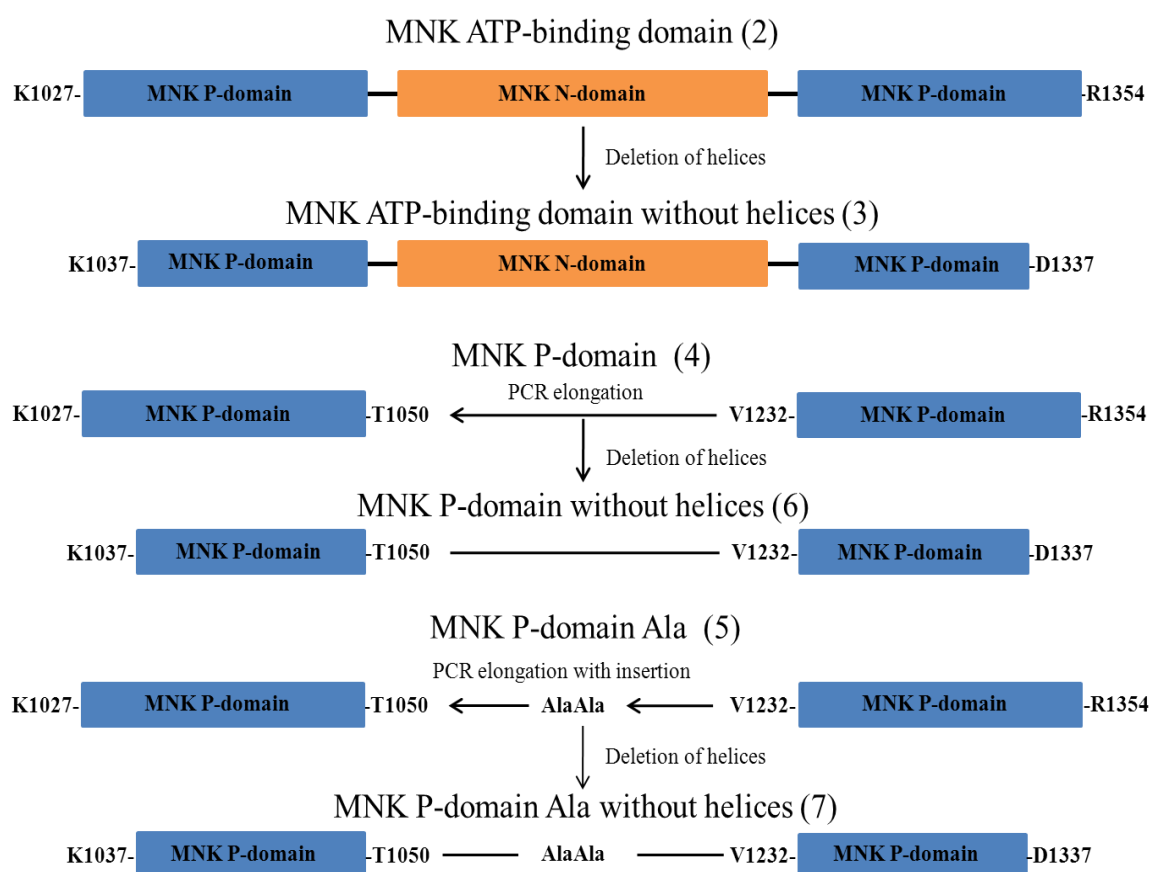 MNK ATP-binding domain (2)
K1027- MNK P-domain MNK N-domain MNK P-domain -R1354
Deletion of helices
MNK ATP-binding domain without helices (3)
K1037- MNK P-domain MNK N-domain MNK P-domain -D1337
MNK P-domain (4)
PCR elongation
K1027- MNK P-domain -T1050 V1232- MNK P-domain -R1354
Deletion of helices
MNK P-domain without helices (6)
K1037- MNK P-domain -T1050 V1232- MNK P-domain -D1337
MNK P-domain Ala (5)
PCR elongation with insertion
K1027- MNK P-domain -T1050 AlaAla V1232- MNK P-domain -R1354
Deletion of helices
MNK P-domain Ala without helices (7)
K1037- MNK P-domain -T1050 AlaAla V1232- MNK P-domain -D1337